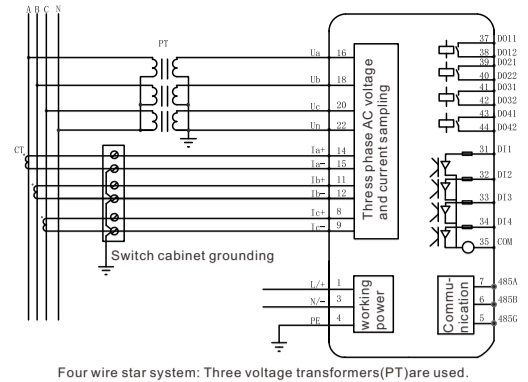 A B C N
PT
Ua 16
Ub 18
Uc 20
Un 22
CT
Ia+ 14
Ia- 15
Ib+ 11
Ib- 12
Ic+ 8
Ic- 9
Switch cabinet grounding
Thress phase AC voltage
and current sampling
37 DO11
38 DO12
39 DO21
40 DO22
41 DO31
42 DO32
43 DO41
44 DO42
31 DI1
32 DI2
33 DI3
34 DI4
35 COM
L/+ 1
N/- 3
PE 4
working
power
Commu-
nication
7 485A
6 485B
5 485G
Four wire star system: Three voltage transformers(PT)are used.